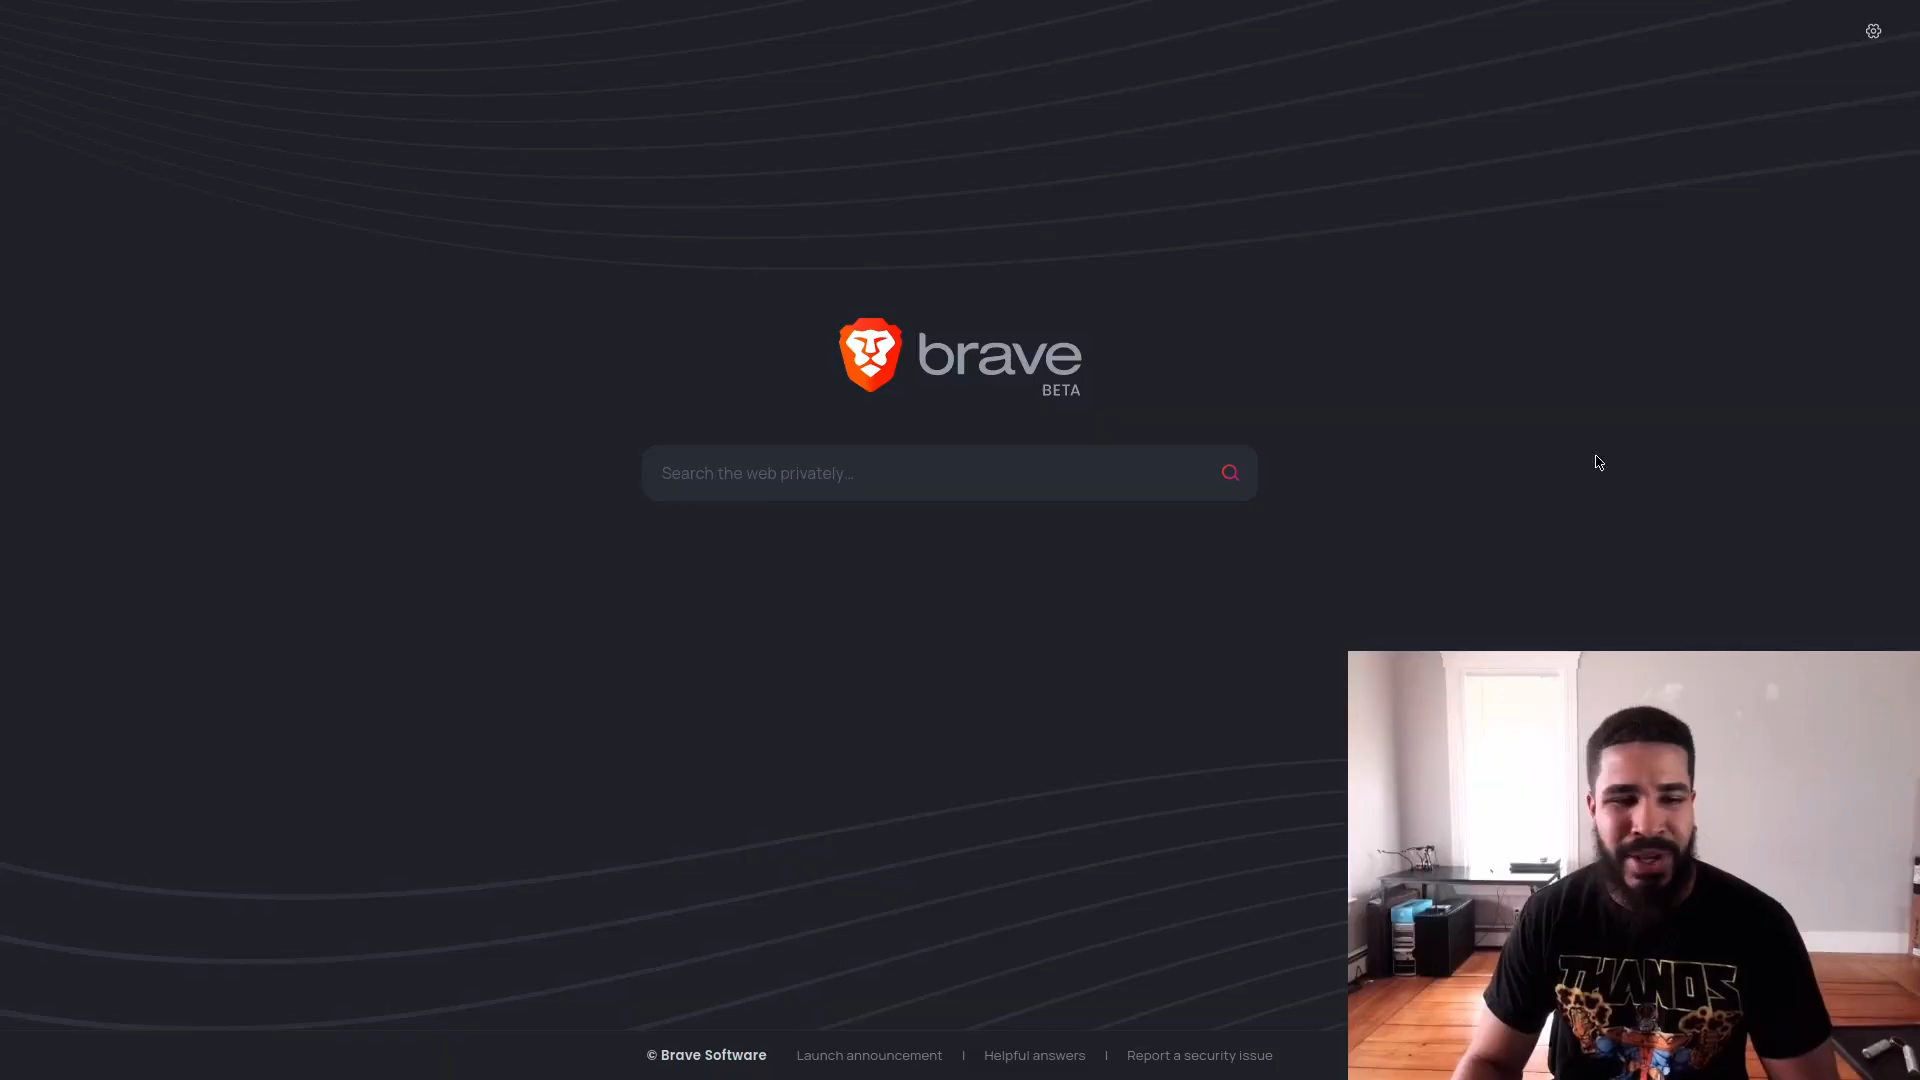 brave
BETA
Search the web privately...
© Brave Software
Launch announcement
|
Helpful answers
|
Report a security issue
THANOS